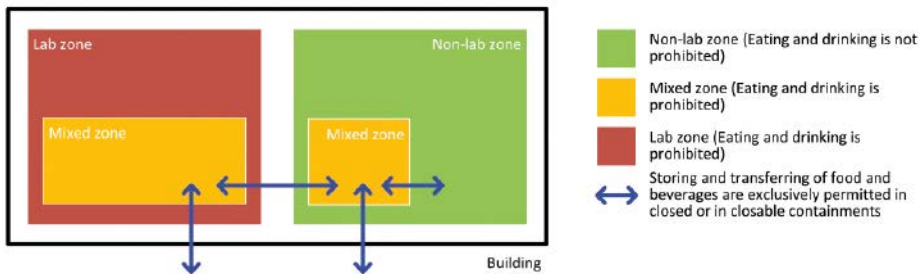 Lab zone
Non-lab zone
Mixed zone
Mixed zone
Building
Non-lab zone (Eating and drinking is not
prohibited)
Mixed zone (Eating and drinking is
prohibited)
Lab zone (Eating and drinking is
prohibited)
Storing and transferring of food and
beverages are exclusively permitted in
closed or in closable containments